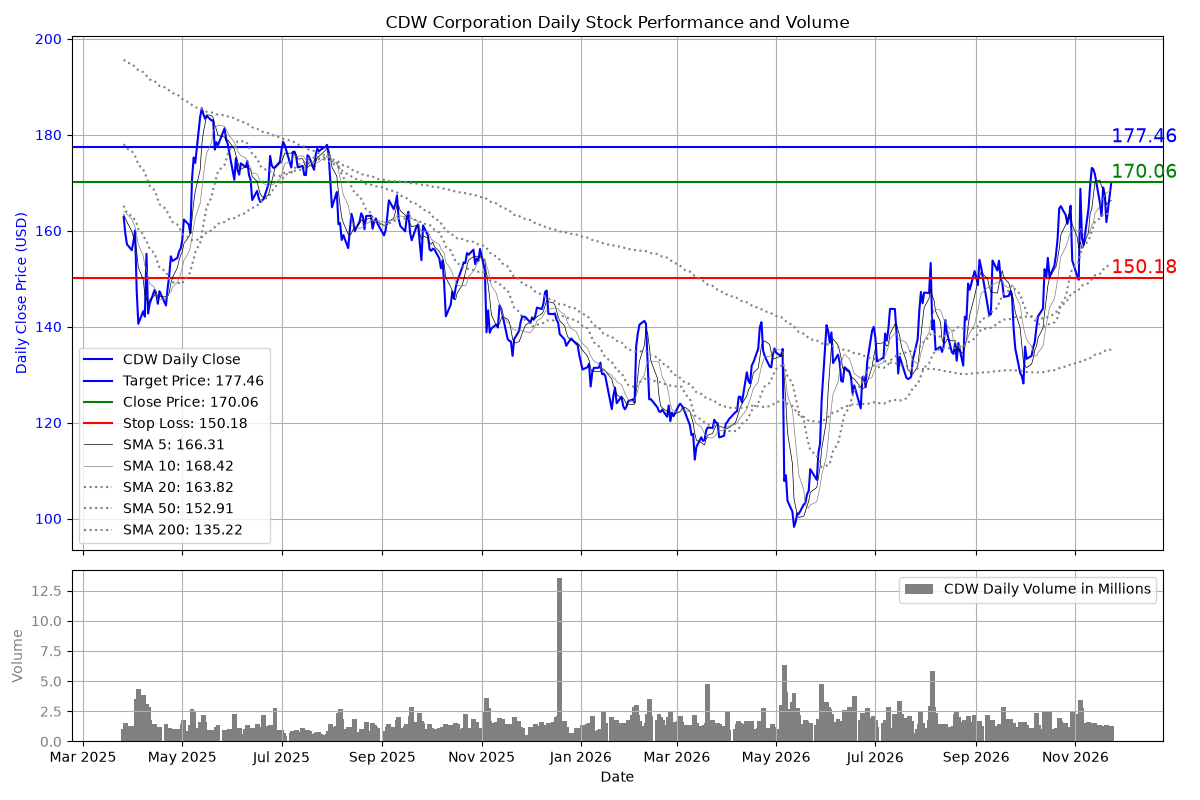 CDW Corporation Daily Stock Performance and Volume
200
180
160
140
120
100
Daily Close Price (USD)
177.46
170.06
150.18
CDW Daily Close
Target Price: 177.46
Close Price: 170.06
Stop Loss: 150.18
SMA 5: 166.31
SMA 10: 168.42
SMA 20: 163.82
SMA 50: 152.91
SMA 200: 135.22
12.5
10.0
7.5
5.0
2.5
0.0
Volume
CDW Daily Volume in Millions
Mar 2025 May 2025 Jul 2025 Sep 2025 Nov 2025 Jan 2026 Mar 2026 May 2026 Jul 2026 Sep 2026 Nov 2026
Date